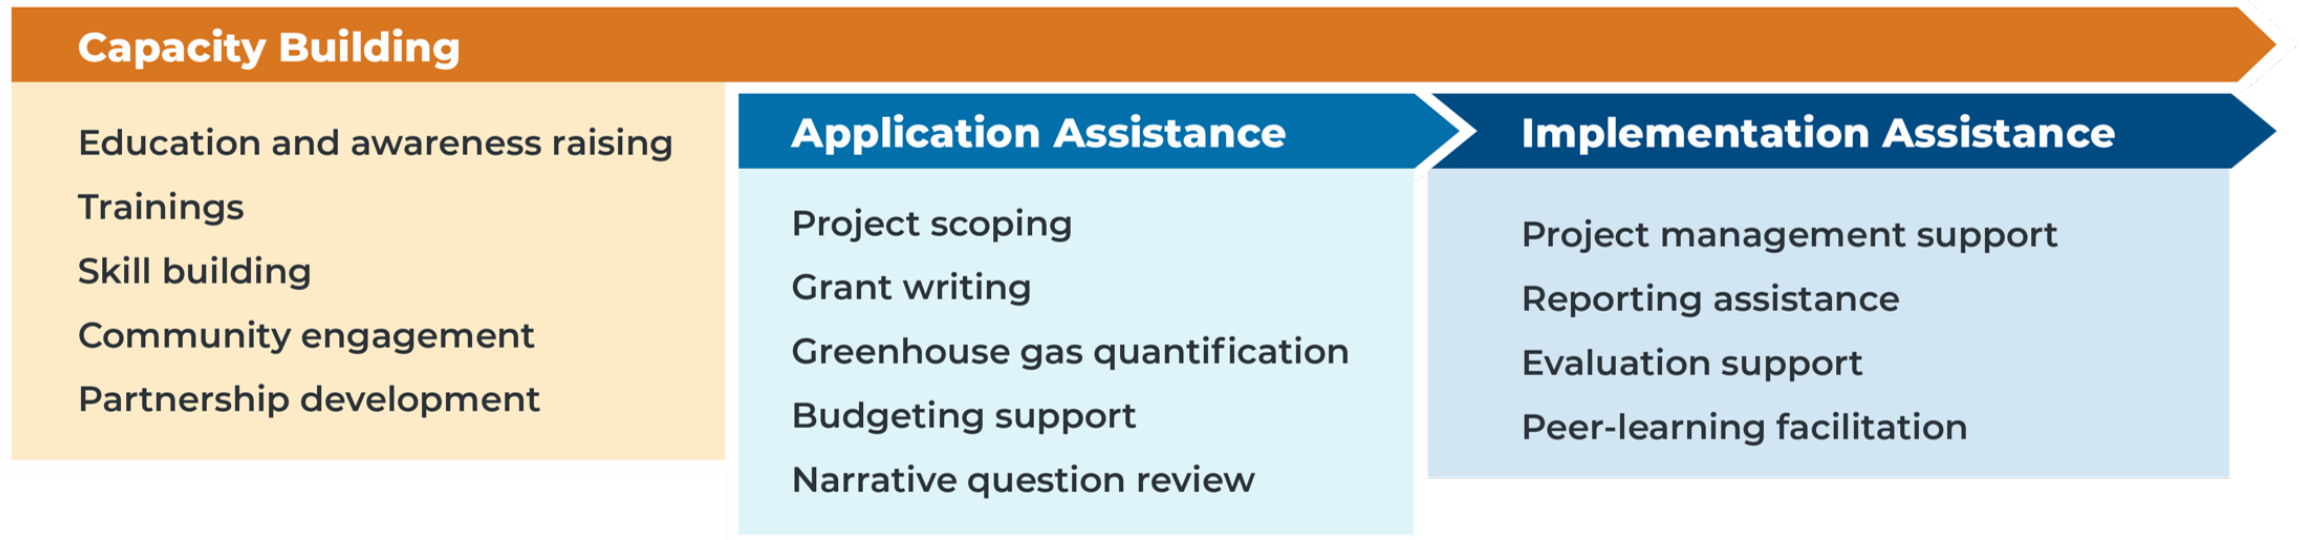 Capacity Building
Education and awareness raising
Trainings
Skill building
Community engagement
Partnership development
Application Assistance
Project scoping
Grant writing
Greenhouse gas quantification
Budgeting support
Narrative question review
Implementation Assistance
Project management support
Reporting assistance
Evaluation support
Peer-learning facilitation